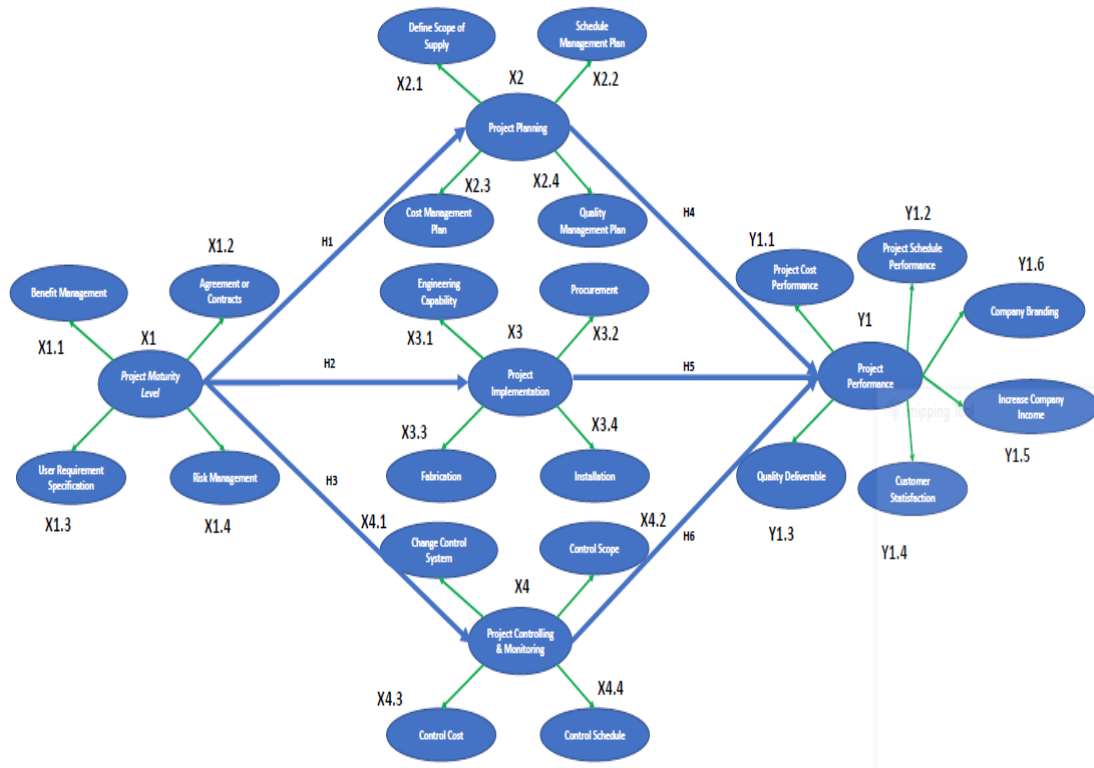 Define Scope of
Supply
Schedule
Management Plan
X2
X2.1
X2.2
Project Planning
X2.3
X2.4
Cost Management
Plan
Quality
Management Plan
H1
H4
X1.2
Y1.2
Y1.1
Project Schedule
Performance
Y1.6
Benefit Management
Agreement or
Contracts
Engineering
Capability
Procurement
Project Cost
Performance
Company Branding
X1.1
X1
X3.1
X3
X3.2
Y1
Project Maturity
Level
H2
Project
Implementation
H5
Project
Performance
Increase Company
Income
Snipping Tool
X3.3
X3.4
Y1.5
User Requirement
Specification
Risk Management
Fabrication
Installation
Quality Deliverable
Customer
Statisfaction
X1.3
X1.4
H3
X4.1
X4.2
Y1.3
Y1.4
H6
Change Control
System
Control Scope
X4
Project Controlling
& Monitoring
X4.3
X4.4
Control Cost
Control Schedule